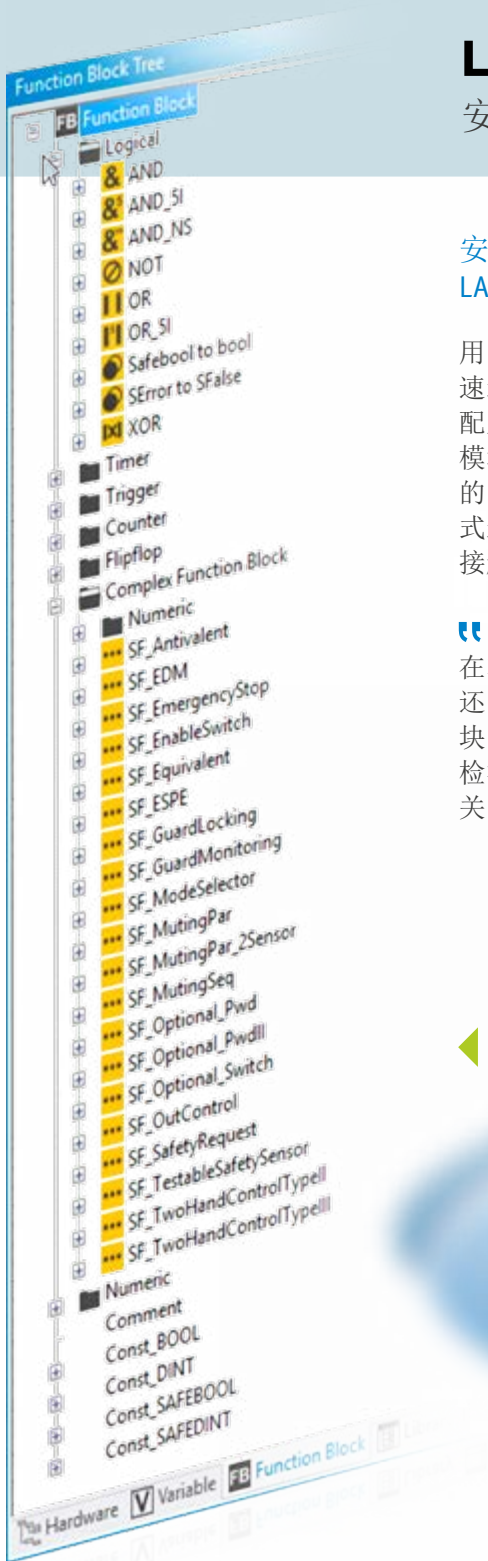 Function Block Tree
FB Function Block
Logical
& AND
&5 AND_5I
AND_NS
NOT
OR
OR_5I
Safebool to bool
SError to SFalse
XOR
Timer
Trigger
Counter
Flipflop
Complex Function Block
Numeric
SF_Antivalent
SF_EDM
SF_EmergencyStop
SF_EnableSwitch
SF_Equivalent
SF_ESPE
SF_GuardLocking
SF_GuardMonitoring
SF_ModeSelector
SF_MutingPar
SF_MutingPar_2Sensor
SF_MutingSeq
SF_Optional_Pwd
SF_Optional_PwdII
SF_Optional_Switch
SF_OutControl
SF_SafetyRequest
SF_TestableSafetySensor
SF_TwoHandControlTypeII
SF_TwoHandControlTypeIII
Numeric
Comment
Const_BOOL
Const_DINT
Const_SAFEBOOL
Const_SAFEDINT
Hardware V Variable FB Function Block
L
安
安
LA
用
速
配
模
的
式
接
在
还
块
检
关